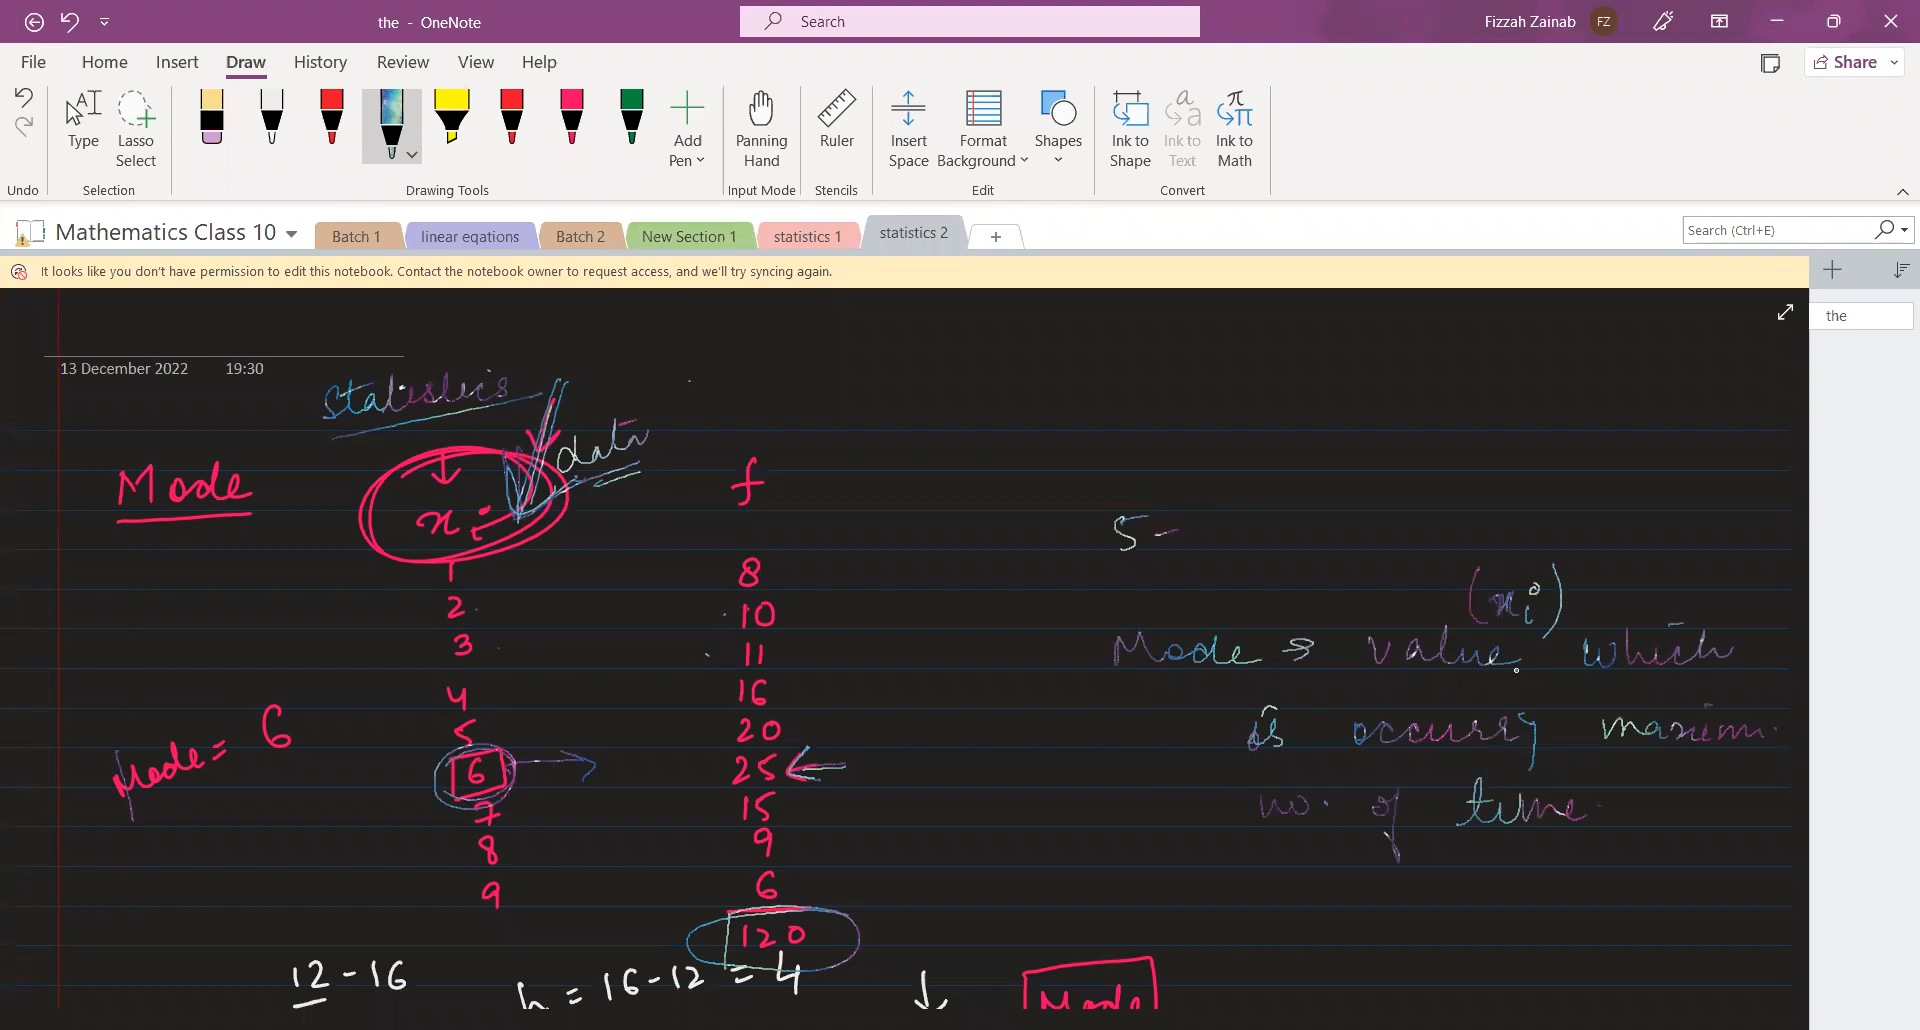 the - OneNote
Search
Fizzah Zainab
FZ
File Home Insert Draw History Review View Help
Share
Type
Lasso Select
Add Pen
Panning Hand
Ruler
Insert Space
Format Background
Shapes
Ink to Shape
Ink to Text
Ink to Math
Undo
Selection
Drawing Tools
Input Mode
Stencils
Edit
Convert
Mathematics Class 10
Batch 1
linear eqations
Batch 2
New Section 1
statistics 1
statistics 2
Search (Ctrl+E)
It looks like you don't have permission to edit this notebook. Contact the notebook owner to request access, and we'll try syncing again.
the
13 December 2022 19:30
statistics
data
Mode
xi f
1 8
2 10
3 11
4 16
5 20
6 25
7 15
8 9
9 6
120
Mode = 6
5 -
(xi)
Mode → value which
is occurring
no. of time
12 - 16
h = 16 - 12 = 4
Mode